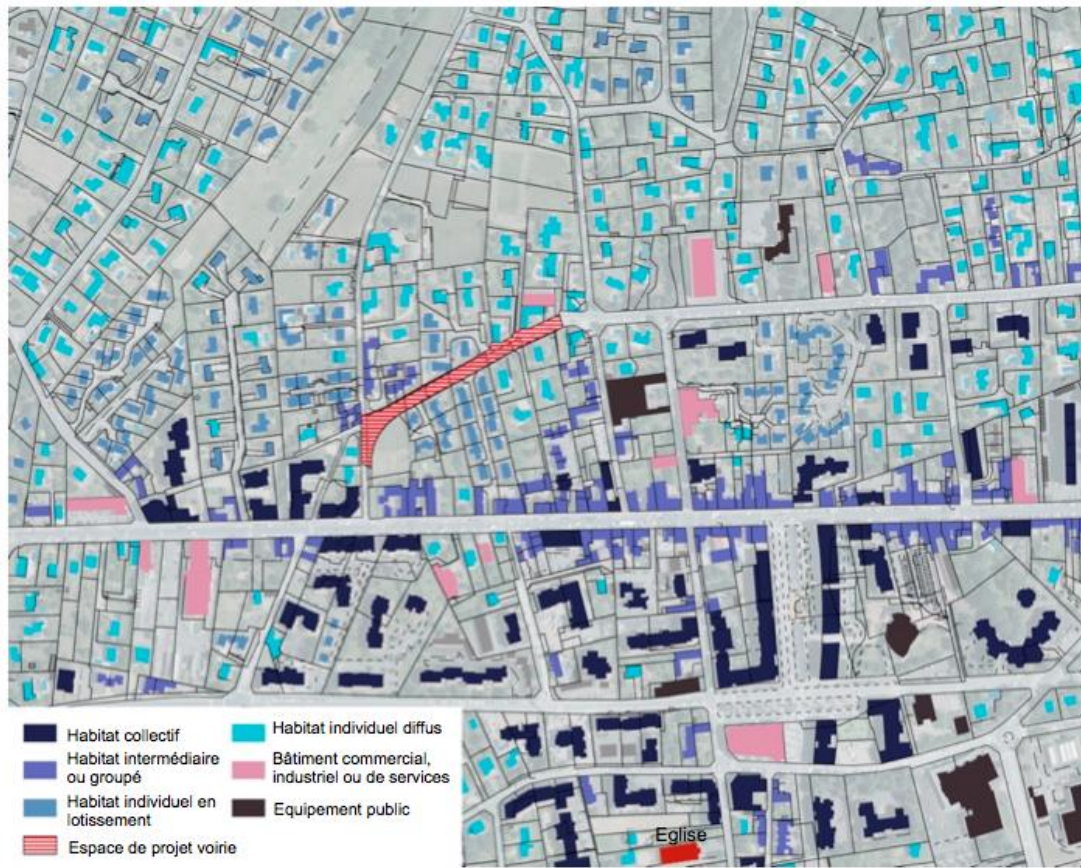 Habitat collectif
Habitat intermédiaire
ou groupé
Habitat individuel en
lotissement
Espace de projet voirie
Habitat individuel diffus
Bâtiment commercial,
industriel ou de services
Equipement public
Eglise